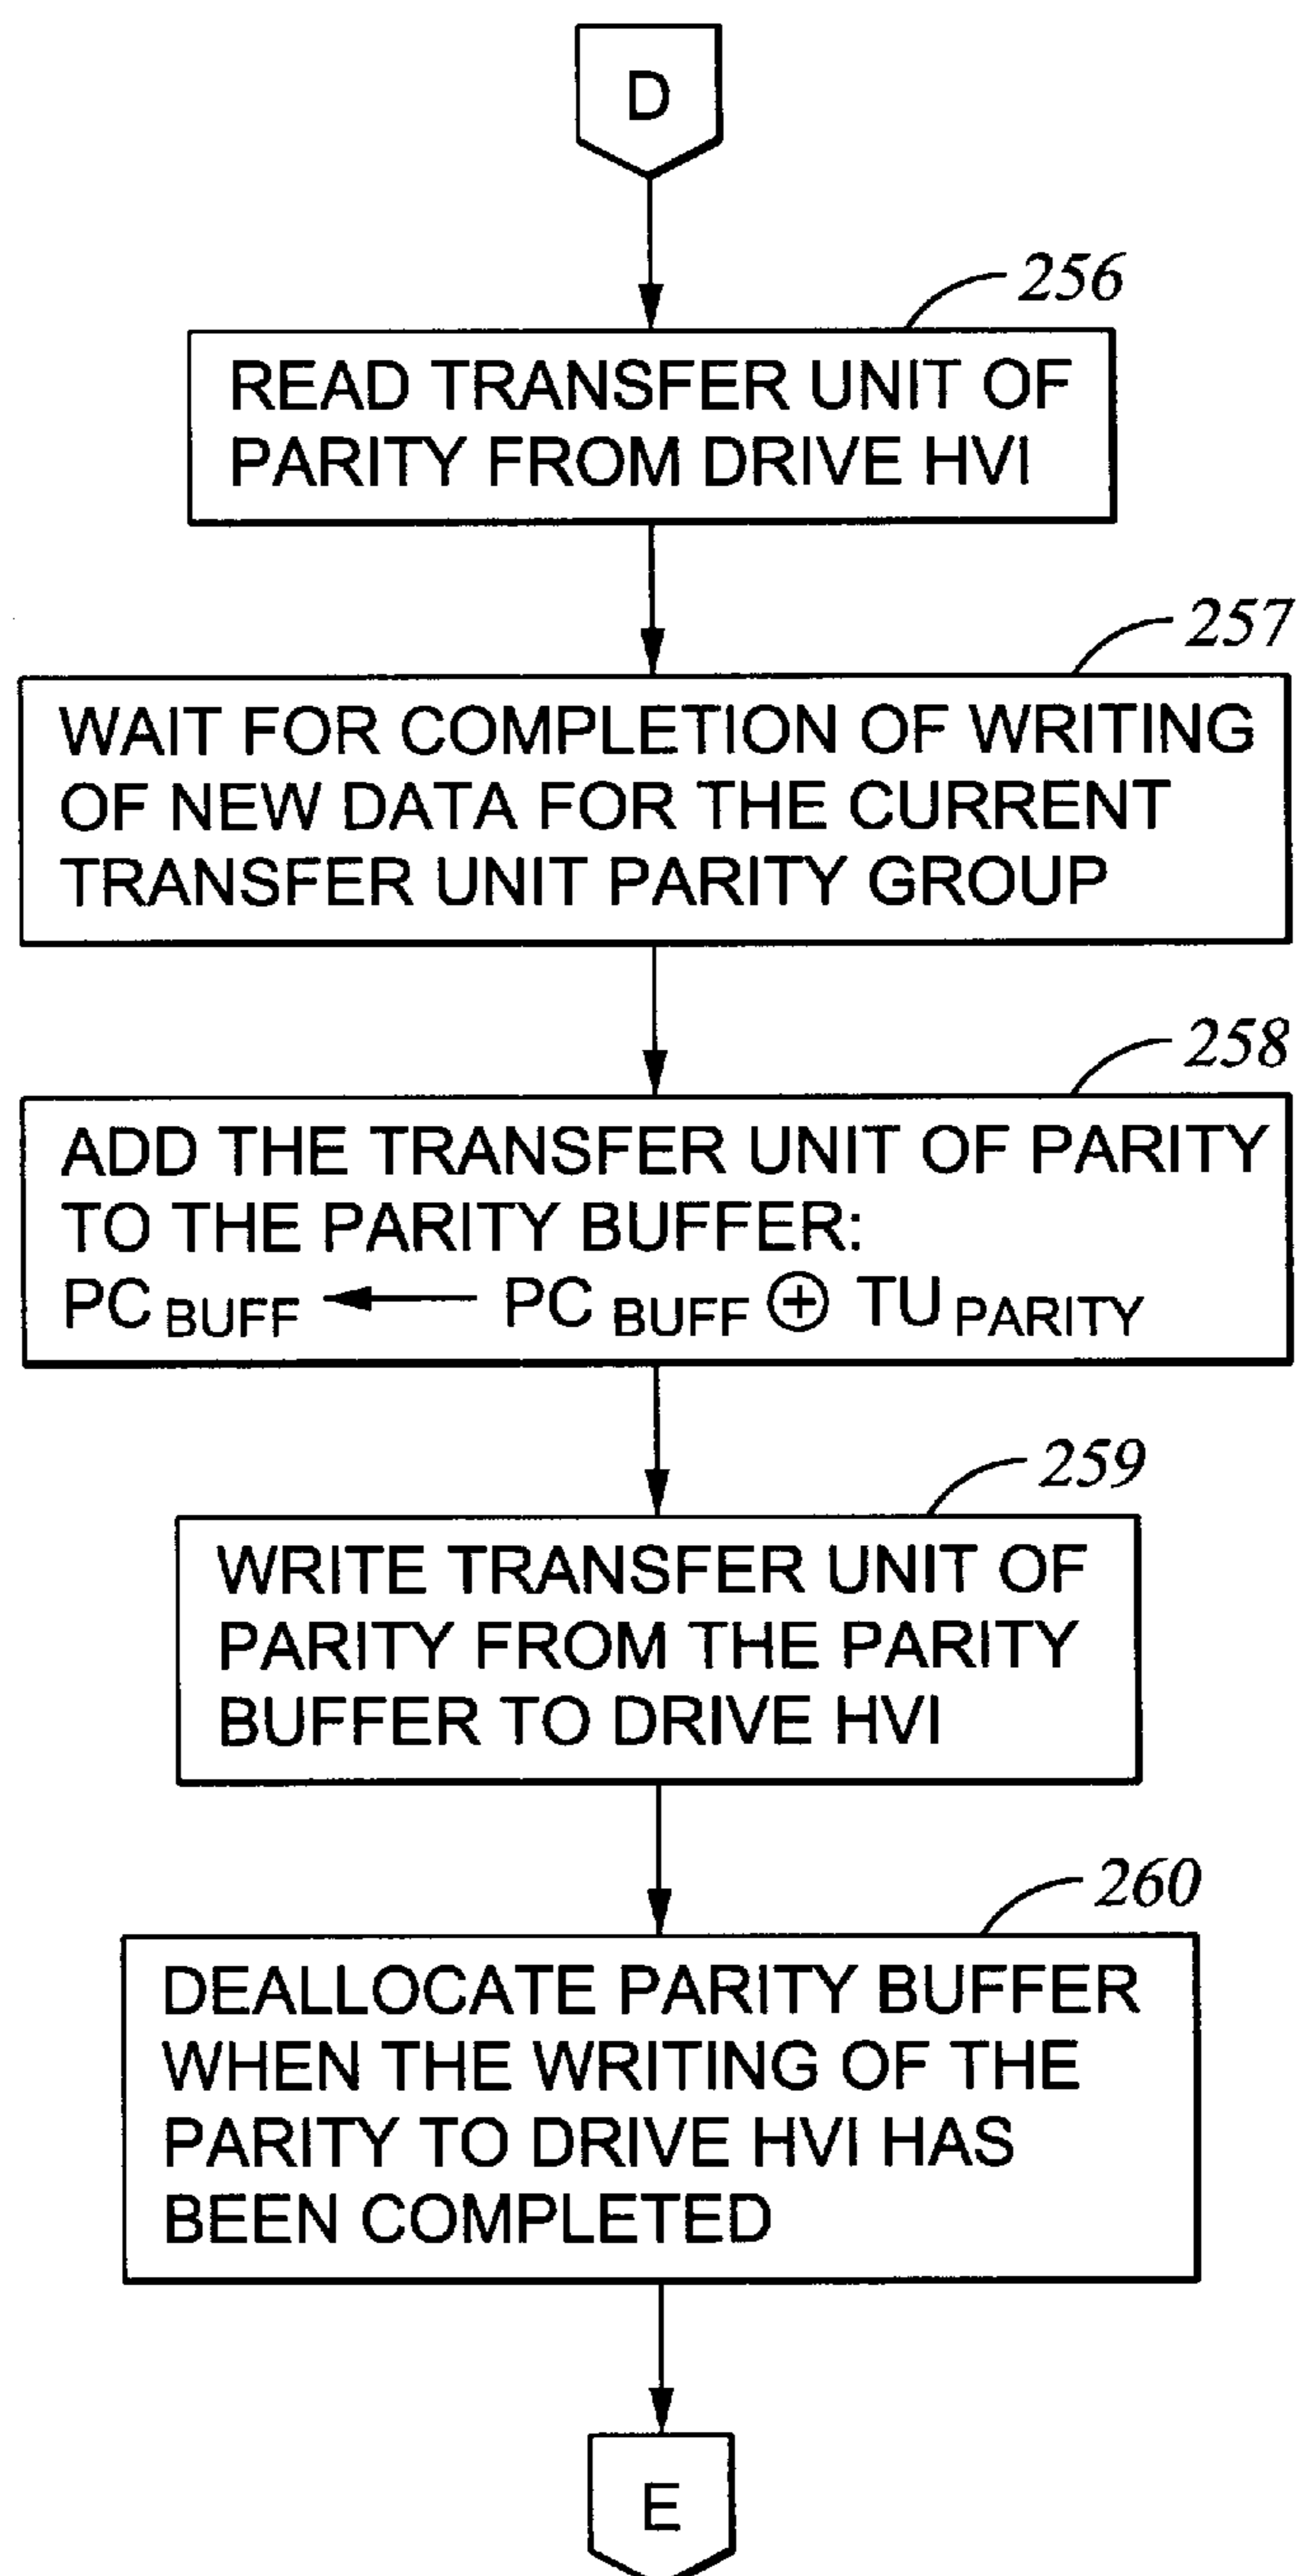 D
256
READ TRANSFER UNIT OF
PARITY FROM DRIVE HVI
257
WAIT FOR COMPLETION OF WRITING
OF NEW DATA FOR THE CURRENT
TRANSFER UNIT PARITY GROUP
258
ADD THE TRANSFER UNIT OF PARITY
TO THE PARITY BUFFER:
PC BUFF ← PC BUFF ⊕ TU PARITY
259
WRITE TRANSFER UNIT OF
PARITY FROM THE PARITY
BUFFER TO DRIVE HVI
260
DEALLOCATE PARITY BUFFER
WHEN THE WRITING OF THE
PARITY TO DRIVE HVI HAS
BEEN COMPLETED
E